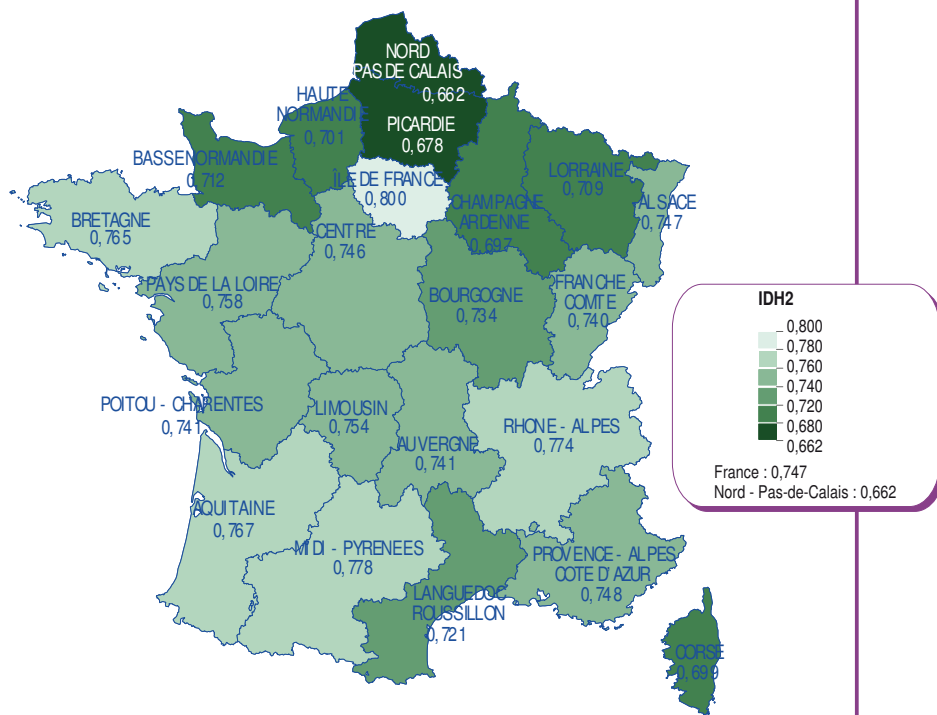 NORD
PAS DE CALAIS
0,662
HAUTE
NORMANDIE
0,701
PICARDIE
0,678
BASSE NORMANDIE
0,712
ÎLE DE FRANCE
0,800
LORRAINE
0,709
CHAMPAGNE
ARDENNE
0,697
ALSACE
0,747
BRETAGNE
0,765
CENTRE
0,746
PAYS DE LA LOIRE
0,758
BOURGOGNE
0,734
FRANCHE
COMTE
0,740
POITOU - CHARENTES
0,741
LIMOUSIN
0,754
AUVERGNE
0,741
RHONE - ALPES
0,774
AQUITAINE
0,767
MIDI - PYRENEES
0,778
PROVENCE - ALPES
COTE D'AZUR
0,748
LANGUEDOC
ROUSSILLON
0,721
CORSE
0,699
IDH2
0,800
0,780
0,760
0,740
0,720
0,680
0,662
France : 0,747
Nord - Pas-de-Calais : 0,662